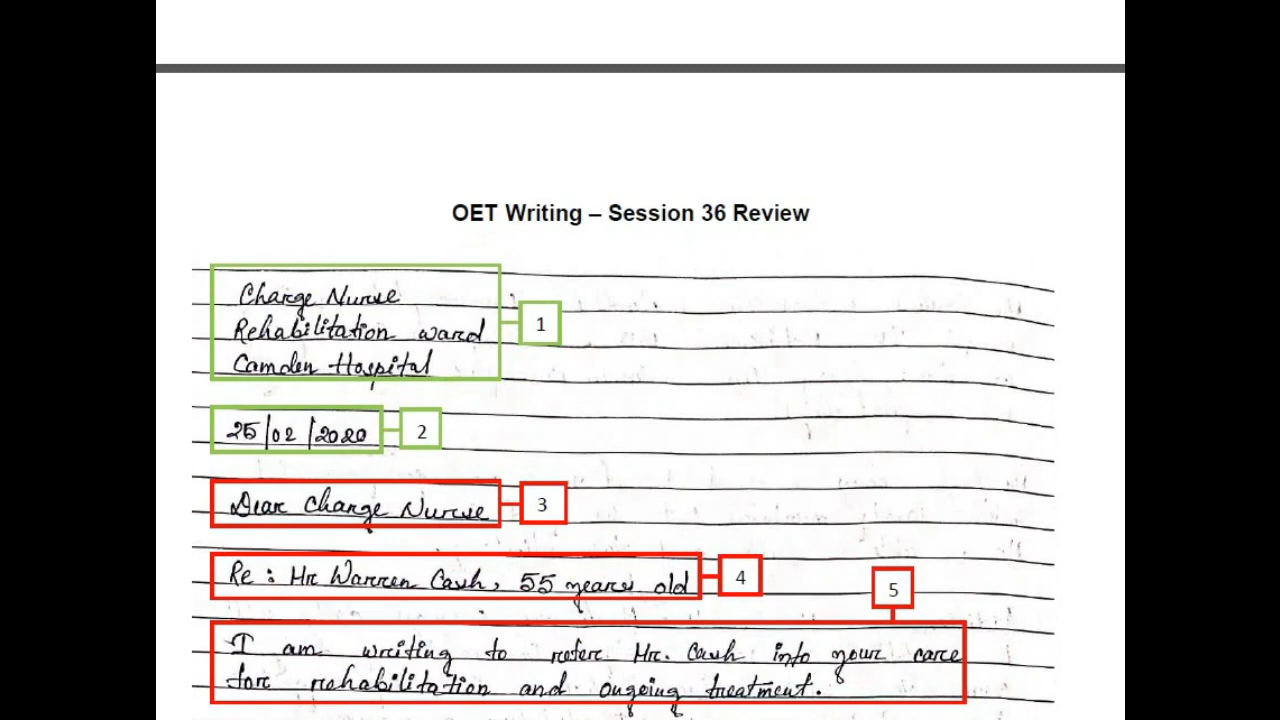 OET Writing – Session 36 Review
Charge Nurse
Rehabilitation ward
Camden Hospital
1
25/02/2020
2
Dear Charge Nurse
3
Re : Mr Warren Cash, 55 years old
4
5
I am writing to refer Mr. Cash into your care
for rehabilitation and ongoing treatment.